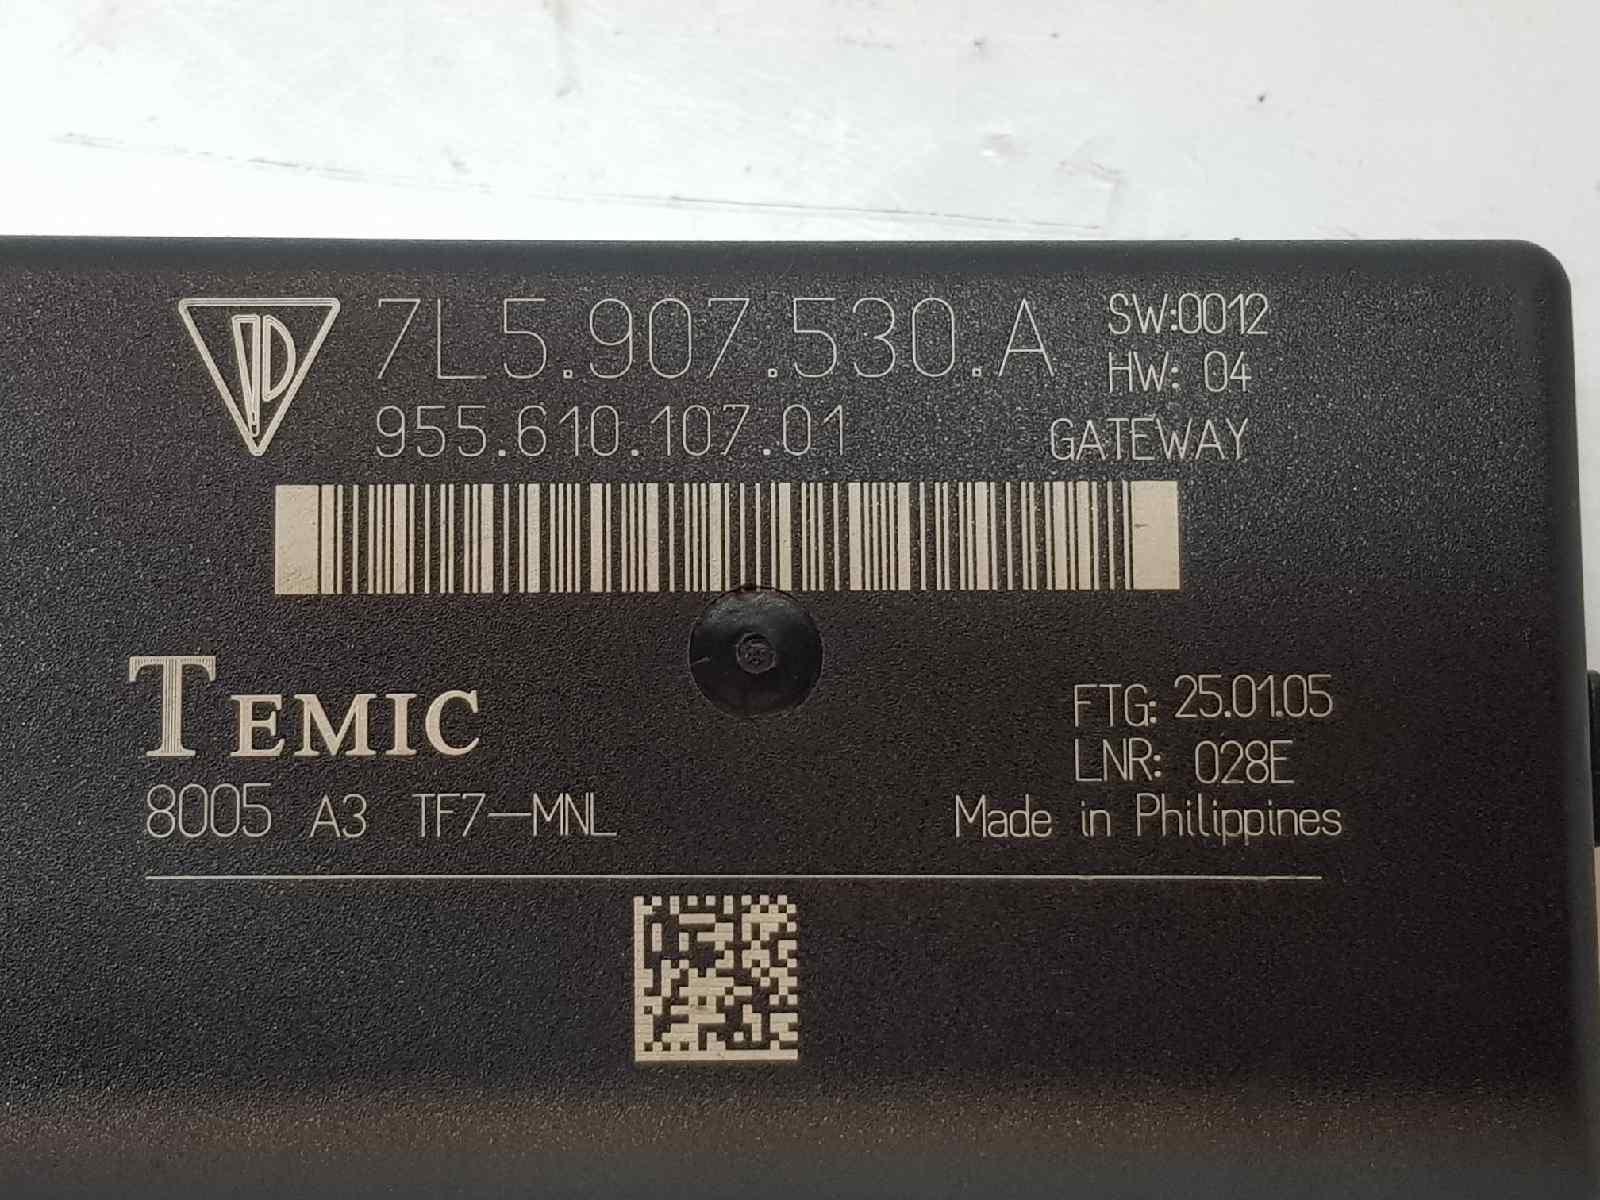 7L5.907.530.A
SW:0012
HW: 04
955.610.107.01
GATEWAY
TEMIC
8005 A3 TF7-MNL
FTG: 25.01.05
LNR: 028E
Made in Philippines